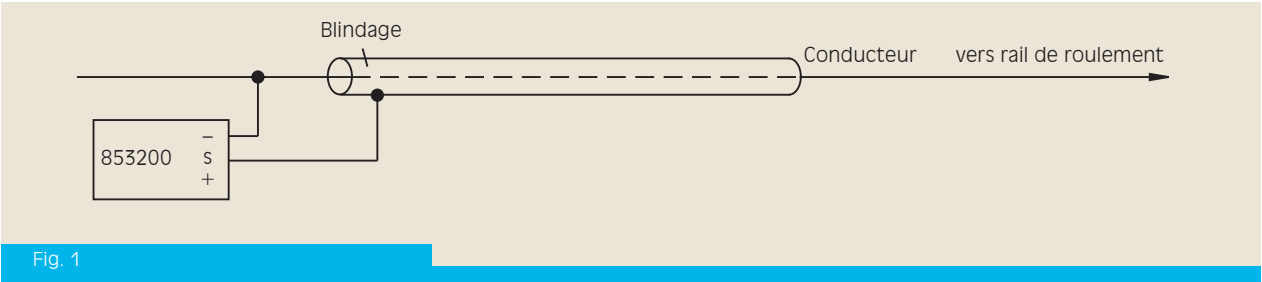 Blindage
Conducteur vers rail de roulement
−
853200 S
+
Fig. 1